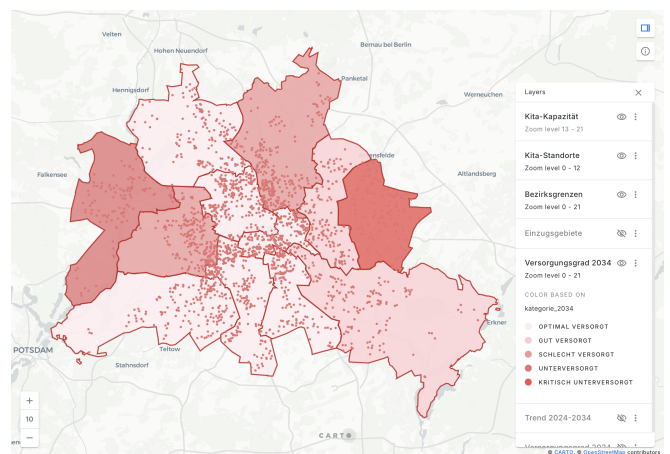 Velten
Hohen Neuendorf
Bernau bei Berlin
Panketal
Hennigsdorf
Werneuchen
Falkensee
ensfelde
Altlandsberg
POTSDAM
Stahnsdorf
Teltow
Erkner
+
10
−
CARTO
Layers
Kita-Kapazität
Zoom level 13 - 21
Kita-Standorte
Zoom level 0 - 12
Bezirksgrenzen
Zoom level 0 - 21
Einzugsgebiete
Versorgungsgrad 2034
Zoom level 0 - 21
COLOR BASED ON
kategorie_2034
OPTIMAL VERSORGT
GUT VERSORGT
SCHLECHT VERSORGT
UNTERVERSORGT
KRITISCH UNTERVERSORGT
Trend 2024-2034
Versorgungsgrad 2024
© CARTO, © OpenStreetMap contributors